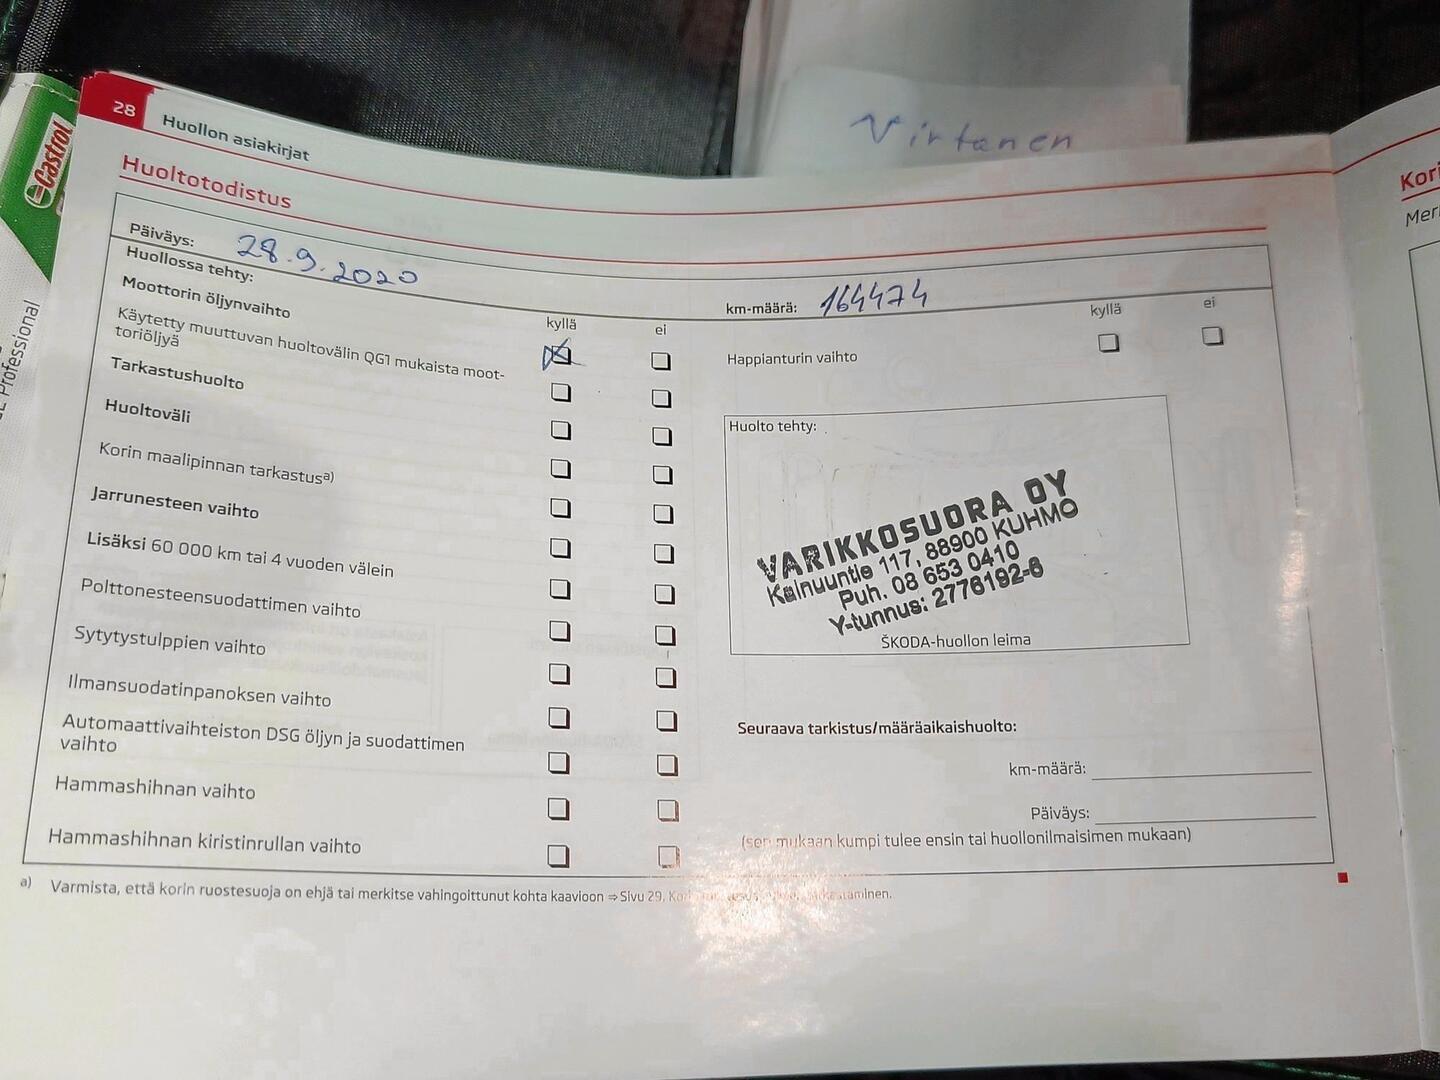 Virtanen
Castrol
Professional
28 Huollon asiakirjat
Huoltotodistus
Päiväys: 28.9.2020
Huollossa tehty:
kyllä ei
Moottorin öljynvaihto
Käytetty muuttuvan huoltovälin QG1 mukaista moot-
toriöljyä
Tarkastushuolto
Huoltoväli
Korin maalipinnan tarkastusa)
Jarrunesteen vaihto
Lisäksi 60 000 km tai 4 vuoden välein
Polttonesteensuodattimen vaihto
Sytytystulppien vaihto
Ilmansuodatinpanoksen vaihto
Automaattivaihteiston DSG öljyn ja suodattimen
vaihto
Hammashihnan vaihto
Hammashihnan kiristinrullan vaihto
km-määrä: 164474
kyllä ei
Happianturin vaihto
Huolto tehty:
VARIKKOSUORA OY
Kainuuntie 117, 88900 KUHMO
Puh. 08 653 0410
Y-tunnus: 2776192-6
ŠKODA-huollon leima
Seuraava tarkistus/määräaikaishuolto:
km-määrä:
Päiväys:
(sen mukaan kumpi tulee ensin tai huollonilmaisimen mukaan)
a) Varmista, että korin ruostesuoja on ehjä tai merkitse vahingoittunut kohta kaavioon ⇒ Sivu 29,
Kori
Meri